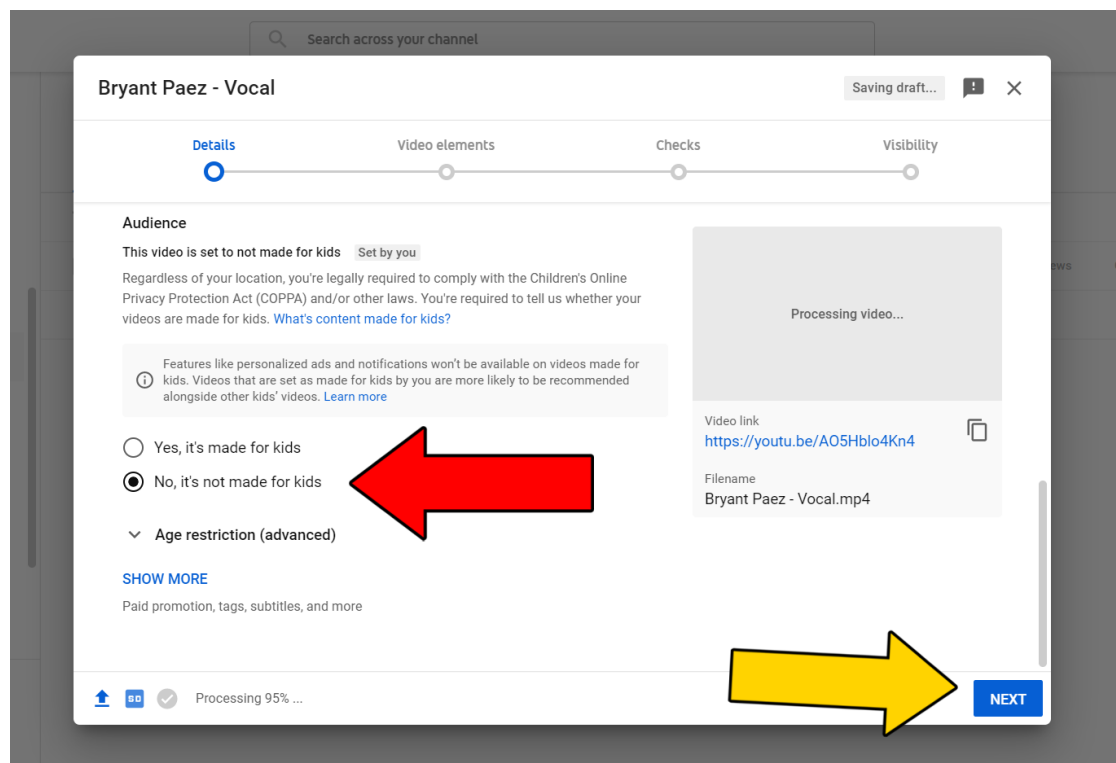 Search across your channel
Bryant Paez - Vocal
Saving draft...
Details
Video elements
Checks
Visibility
Audience
This video is set to not made for kids Set by you
Regardless of your location, you're legally required to comply with the Children's Online
Privacy Protection Act (COPPA) and/or other laws. You're required to tell us whether your
videos are made for kids. What's content made for kids?
Features like personalized ads and notifications won't be available on videos made for
kids. Videos that are set as made for kids by you are more likely to be recommended
alongside other kids' videos. Learn more
Yes, it's made for kids
No, it's not made for kids
Age restriction (advanced)
SHOW MORE
Paid promotion, tags, subtitles, and more
Processing video...
Video link
https://youtu.be/AO5Hblo4Kn4
Filename
Bryant Paez - Vocal.mp4
ews
SD
Processing 95% ...
NEXT